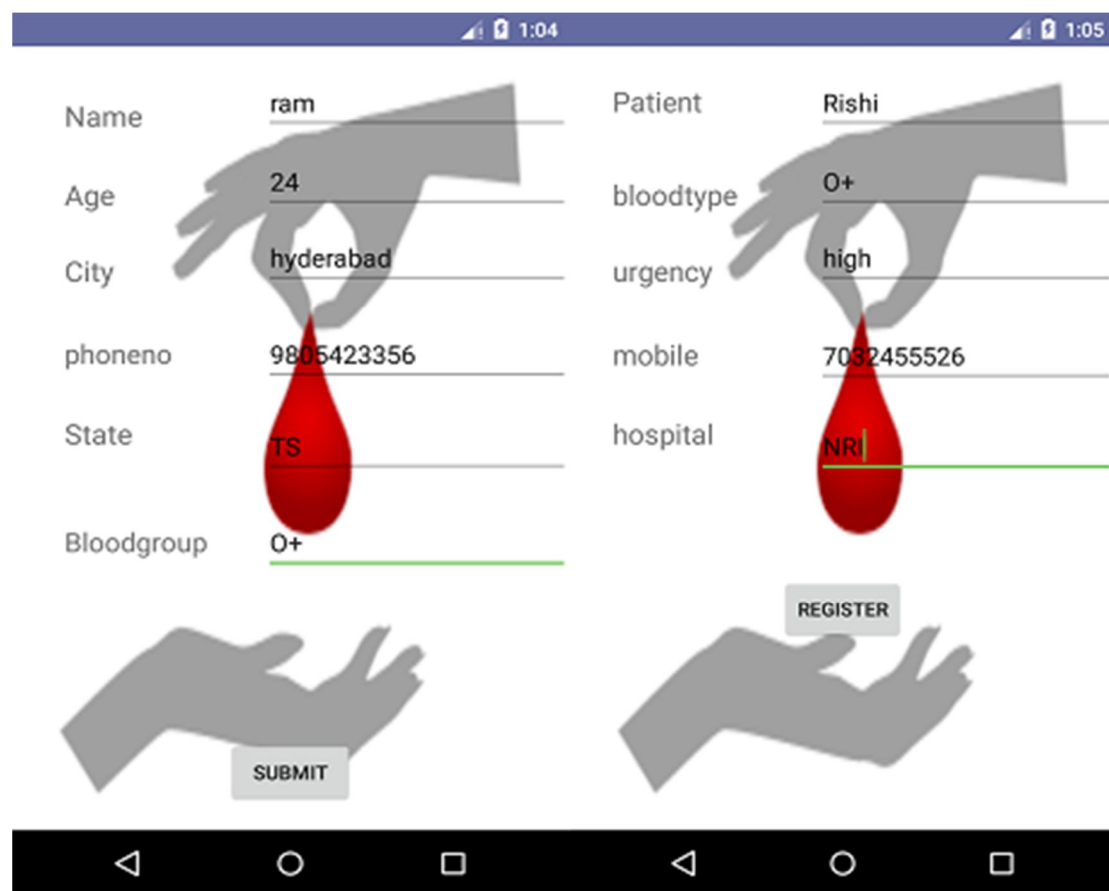 1:04
Name ram
Age 24
City hyderabad
phoneno 9805423356
State TS
Bloodgroup O+
SUBMIT
1:05
Patient Rishi
bloodtype O+
urgency high
mobile 7032455526
hospital NRI
REGISTER